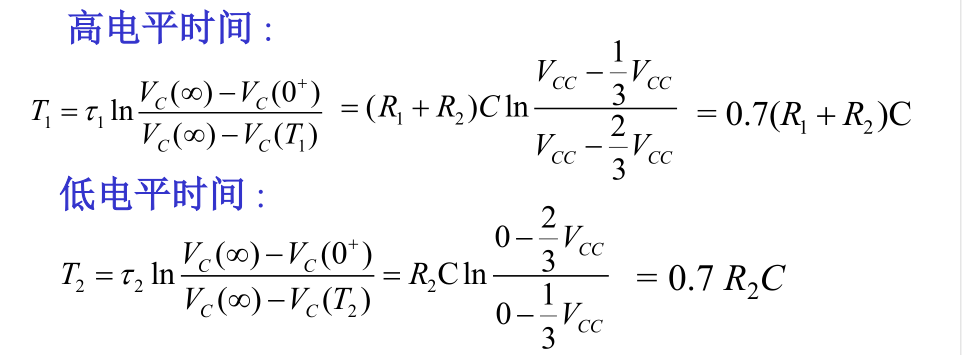 高电平时间 :
T₁ = τ₁ ln (V_C(∞) − V_C(0⁺))/(V_C(∞) − V_C(T₁)) = (R₁ + R₂)C ln (V_CC − 1/3 V_CC)/(V_CC − 2/3 V_CC) = 0.7(R₁ + R₂)C
低电平时间 :
T₂ = τ₂ ln (V_C(∞) − V_C(0⁺))/(V_C(∞) − V_C(T₂)) = R₂C ln (0 − 2/3 V_CC)/(0 − 1/3 V_CC) = 0.7 R₂C